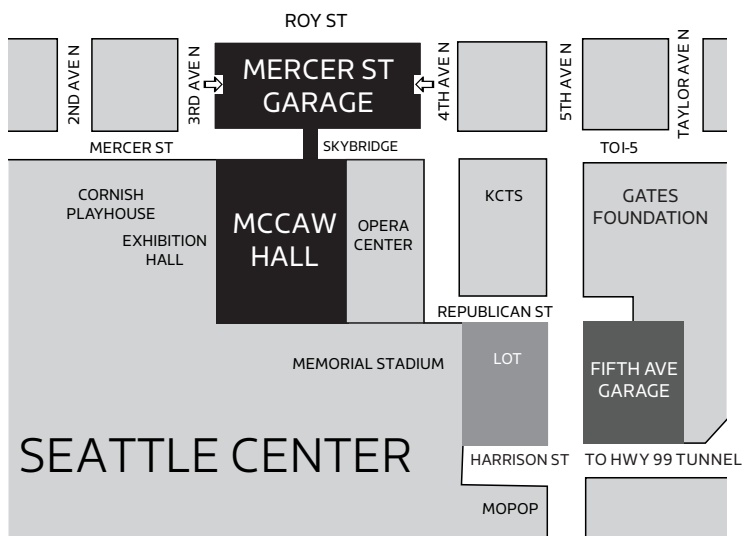 ROY ST
2ND AVE N
3RD AVE N
MERCER ST
GARAGE
4TH AVE N
5TH AVE N
TAYLOR AVE N
MERCER ST
SKYBRIDGE
TOI-5
CORNISH
PLAYHOUSE
EXHIBITION
HALL
MCCAW
HALL
OPERA
CENTER
KCTS
GATES
FOUNDATION
REPUBLICAN ST
MEMORIAL STADIUM
LOT
FIFTH AVE
GARAGE
SEATTLE CENTER
HARRISON ST
TO HWY 99 TUNNEL
MOPOP